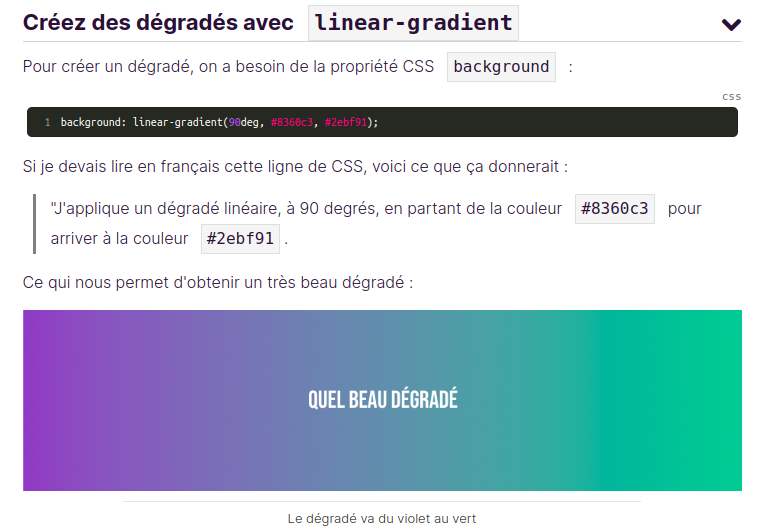 Créez des dégradés avec linear-gradient
Pour créer un dégradé, on a besoin de la propriété CSS background :
css
1 background: linear-gradient(90deg, #8360c3, #2ebf91);
Si je devais lire en français cette ligne de CSS, voici ce que ça donnerait :
"J'applique un dégradé linéaire, à 90 degrés, en partant de la couleur #8360c3 pour
arriver à la couleur #2ebf91 .
Ce qui nous permet d'obtenir un très beau dégradé :
QUEL BEAU DÉGRADÉ
Le dégradé va du violet au vert